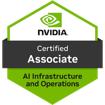 NVIDIA
Certified
Associate
AI Infrastructure
and Operations